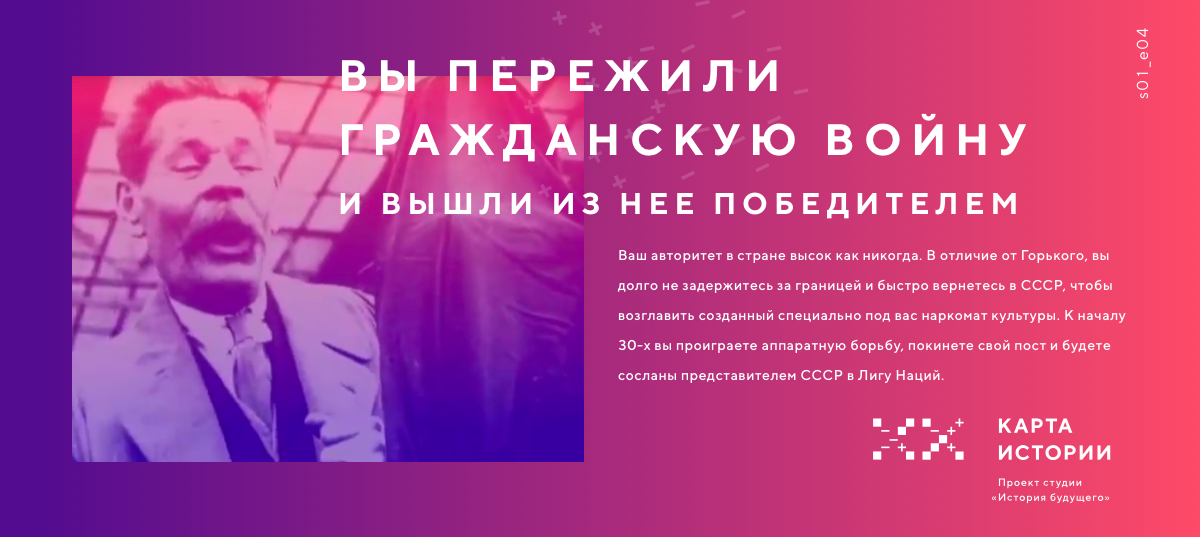 s01_e04
ВЫ ПЕРЕЖИЛИ
ГРАЖДАНСКУЮ ВОЙНУ
И ВЫШЛИ ИЗ НЕЕ ПОБЕДИТЕЛЕМ
Ваш авторитет в стране высок как никогда. В отличие от Горького, вы
долго не задержитесь за границей и быстро вернетесь в СССР, чтобы
возглавить созданный специально под вас наркомат культуры. К началу
30-х вы проиграете аппаратную борьбу, покинете свой пост и будете
сосланы представителем СССР в Лигу Наций.
КАРТА
ИСТОРИИ
Проект студии
«История будущего»